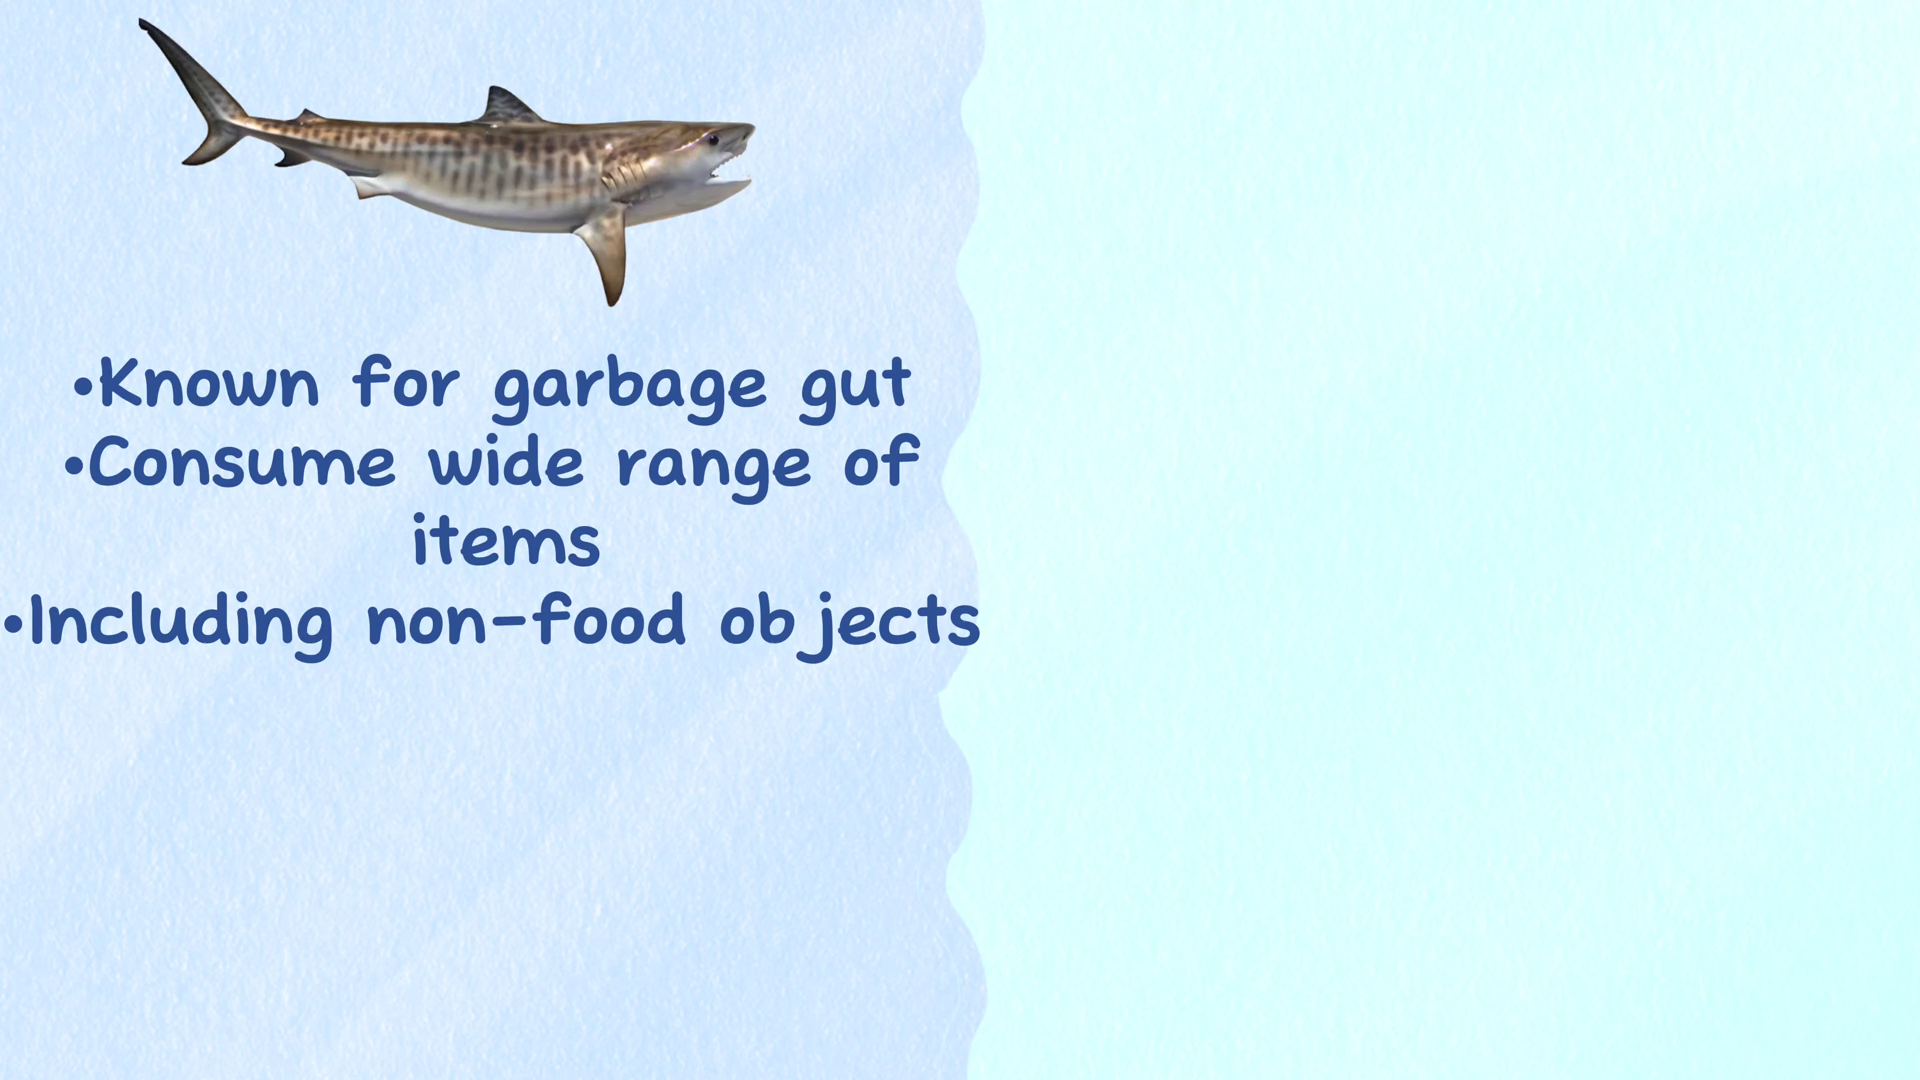 •Known for garbage gut
•Consume wide range of
items
•Including non-food objects